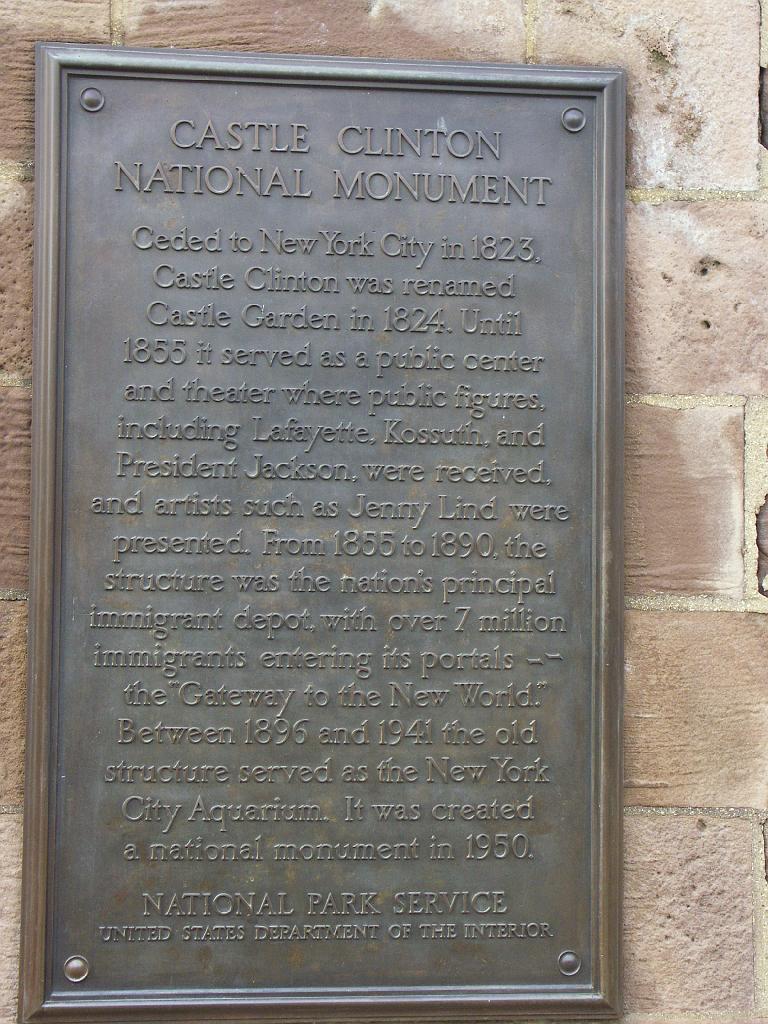 CASTLE CLINTON
NATIONAL MONUMENT
Ceded to New York City in 1823,
Castle Clinton was renamed
Castle Garden in 1824. Until
1855 it served as a public center
and theater where public figures,
including Lafayette, Kossuth, and
President Jackson, were received,
and artists such as Jenny Lind were
presented. From 1855 to 1890, the
structure was the nation's principal
immigrant depot, with over 7 million
immigrants entering its portals --
the "Gateway to the New World."
Between 1896 and 1941 the old
structure served as the New York
City Aquarium. It was created
a national monument in 1950.
NATIONAL PARK SERVICE
UNITED STATES DEPARTMENT OF THE INTERIOR